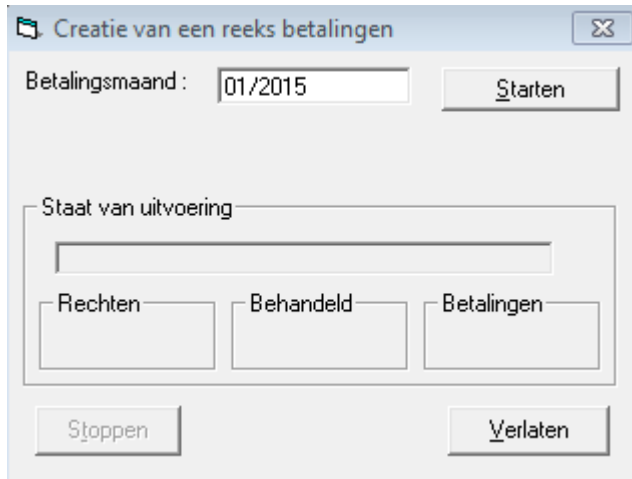 Creatie van een reeks betalingen
Betalingsmaand : 01/2015 Starten
Staat van uitvoering
Rechten Behandeld Betalingen
Stoppen Verlaten